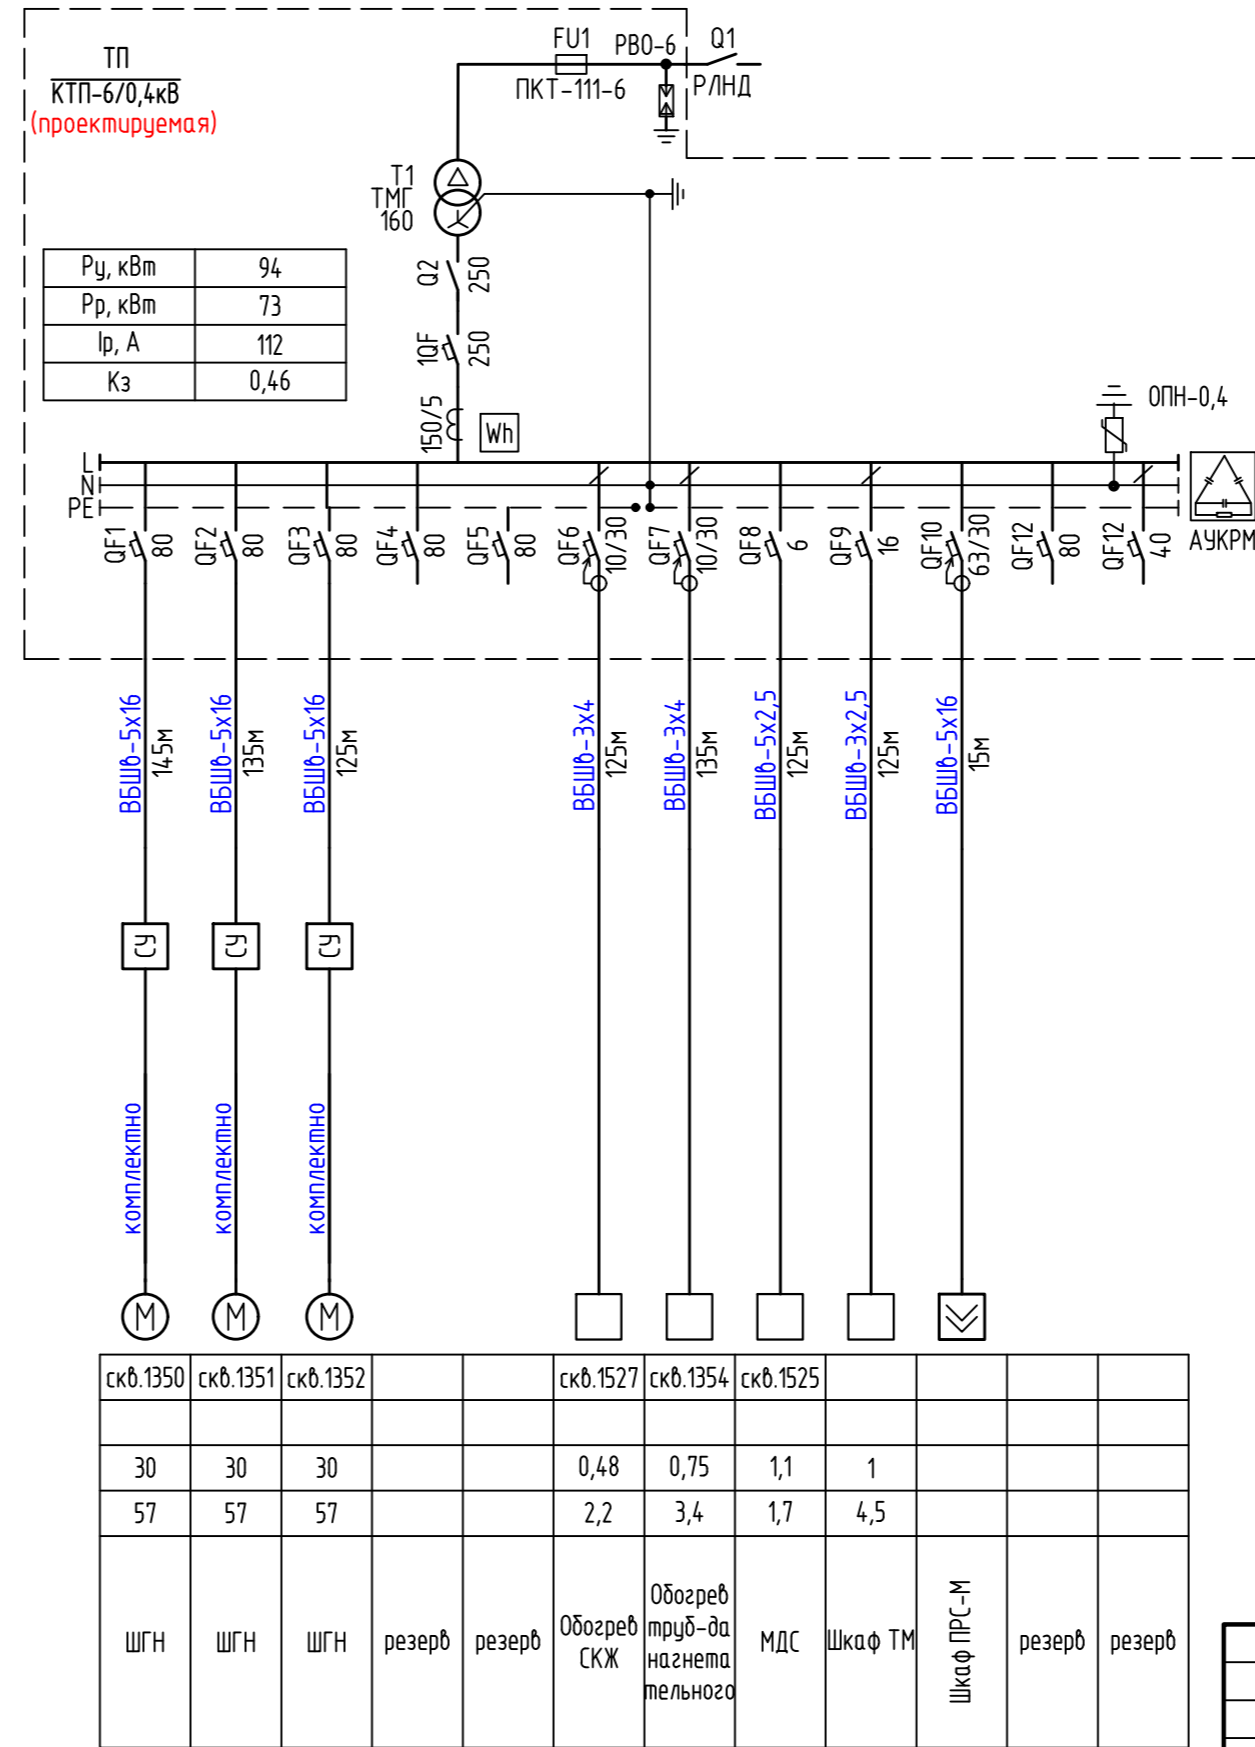 ТП
КТП-6/0,4кВ
(проектируемая)
FU1
РВО-6
Q1
ПКТ-111-6
РЛНД
Т1
ТМГ
160
Ру, кВт 94
Рр, кВт 73
Iр, А 112
Кз 0,46
Q2 250
1QF 250
150/5
Wh
ОПН-0,4
L
N
PE
АУКРМ
QF1 80
QF2 80
QF3 80
QF4 80
QF5 80
QF6 10/30
QF7 10/30
QF8 6
QF9 16
QF10 63/30
QF12 80
QF12 40
ВБШв-5х16 145м
ВБШв-5х16 135м
ВБШв-5х16 125м
ВБШв-3х4 125м
ВБШв-3х4 135м
ВБШв-5х2,5 125м
ВБШв-3х2,5 125м
ВБШв-5х16 15м
СУ СУ СУ
комплектно комплектно комплектно
М М М
скв.1350 скв.1351 скв.1352 скв.1527 скв.1354 скв.1525
30 30 30 0,48 0,75 1,1 1
57 57 57 2,2 3,4 1,7 4,5
ШГН
ШГН
ШГН
резерв
резерв
Обогрев
СКЖ
Обогрев
труб-да
нагнета
тельного
МДС
Шкаф ТМ
Шкаф ПРС-М
резерв
резерв